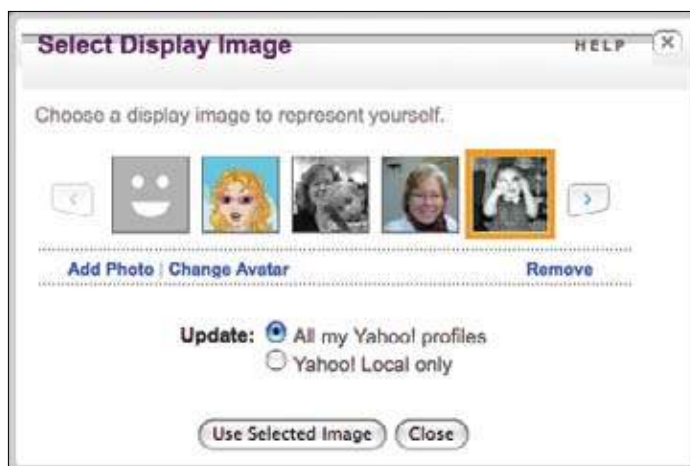 Select Display Image HELP
Choose a display image to represent yourself.
Add Photo | Change Avatar Remove
Update: All my Yahoo! profiles
Yahoo! Local only
Use Selected Image Close